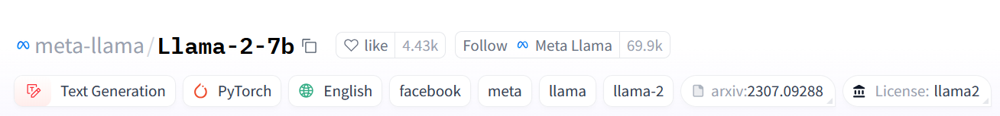 meta-llama/Llama-2-7b like 4.43k Follow Meta Llama 69.9k
Text Generation PyTorch English facebook meta llama llama-2 arxiv:2307.09288 License: llama2